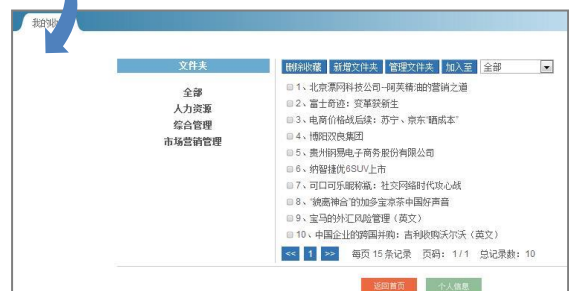 我的收
文件夹
全部
人力资源
综合管理
市场营销管理
删除收藏 新增文件夹 管理文件夹 加入至 全部
1、北京漂网科技公司--阿芙精油的营销之道
2、富士奇迹：变革获新生
3、电商价格战后续：苏宁、京东“晒成本”
4、博阳双良集团
5、贵州钢易电子商务股份有限公司
6、纳智捷优6SUV上市
7、可口可乐昵称瓶：社交网络时代攻心战
8、“貌离神合”的加多宝凉茶中国好声音
9、宝马的外汇风险管理（英文）
10、中国企业的跨国并购：吉利收购沃尔沃（英文）
<< 1 >> 每页 15 条记录 页码：1/1 总记录数：10
返回首页 个人信息